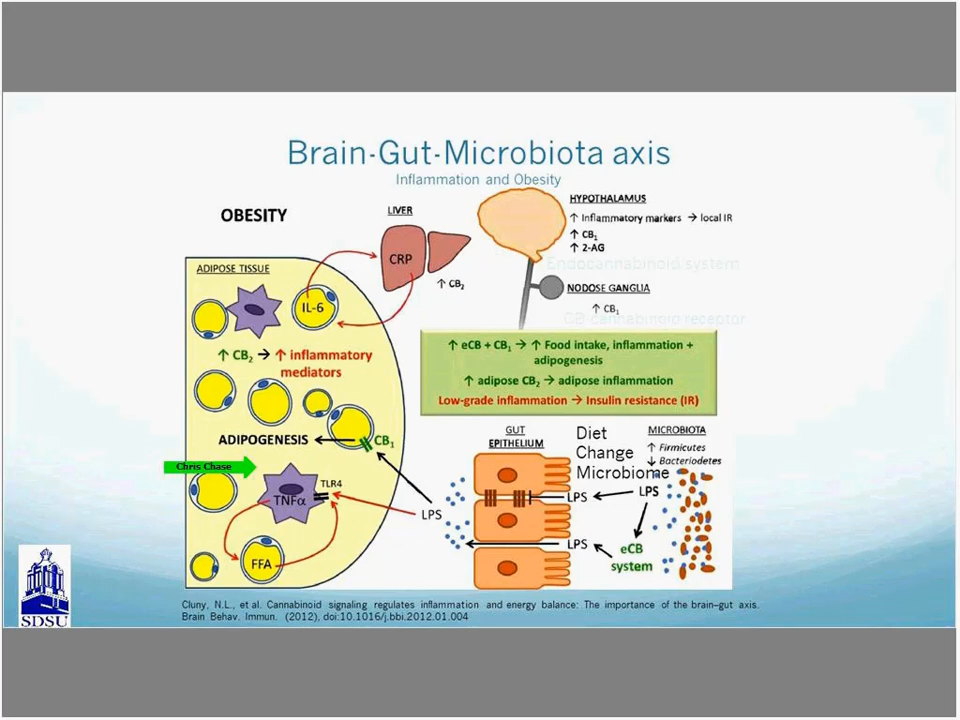 Brain-Gut-Microbiota axis
Inflammation and Obesity
OBESITY
LIVER
CRP
↑ CB₂
HYPOTHALAMUS
↑ Inflammatory markers → local IR
↑ CB₁
↑ 2-AG
Endocannabinoid system
NODOSE GANGLIA
↑ CB₁
CB cannabinoid receptor
ADIPOSE TISSUE
IL-6
↑ CB₂ → ↑ inflammatory
mediators
ADIPOGENESIS
CB₁
Chris Chase
TNFα
TLR4
FFA
LPS
↑ eCB + CB₁ → ↑ Food intake, inflammation +
adipogenesis
↑ adipose CB₂ → adipose inflammation
Low-grade inflammation → Insulin resistance (IR)
GUT
EPITHELIUM
Diet
Change
Microbiome
MICROBIOTA
↑ Firmicutes
↓ Bacteriodetes
LPS
LPS
LPS
eCB
system
SDSU
Cluny, N.L., et al. Cannabinoid signaling regulates inflammation and energy balance: The importance of the brain–gut axis.
Brain Behav. Immun. (2012), doi:10.1016/j.bbi.2012.01.004